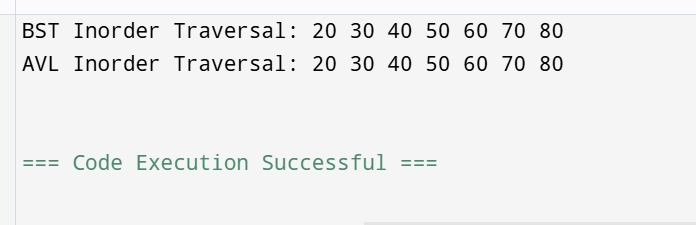 BST Inorder Traversal: 20 30 40 50 60 70 80
AVL Inorder Traversal: 20 30 40 50 60 70 80
=== Code Execution Successful ===